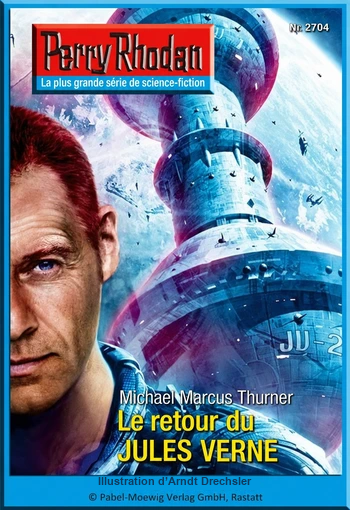 Perry Rhodan
Nr. 2704
La plus grande série de science-fiction
JU-2
Michael Marcus Thurner
Le retour du
JULES VERNE
Illustration d'Arndt Drechsler
© Pabel-Moewig Verlag GmbH, Rastatt